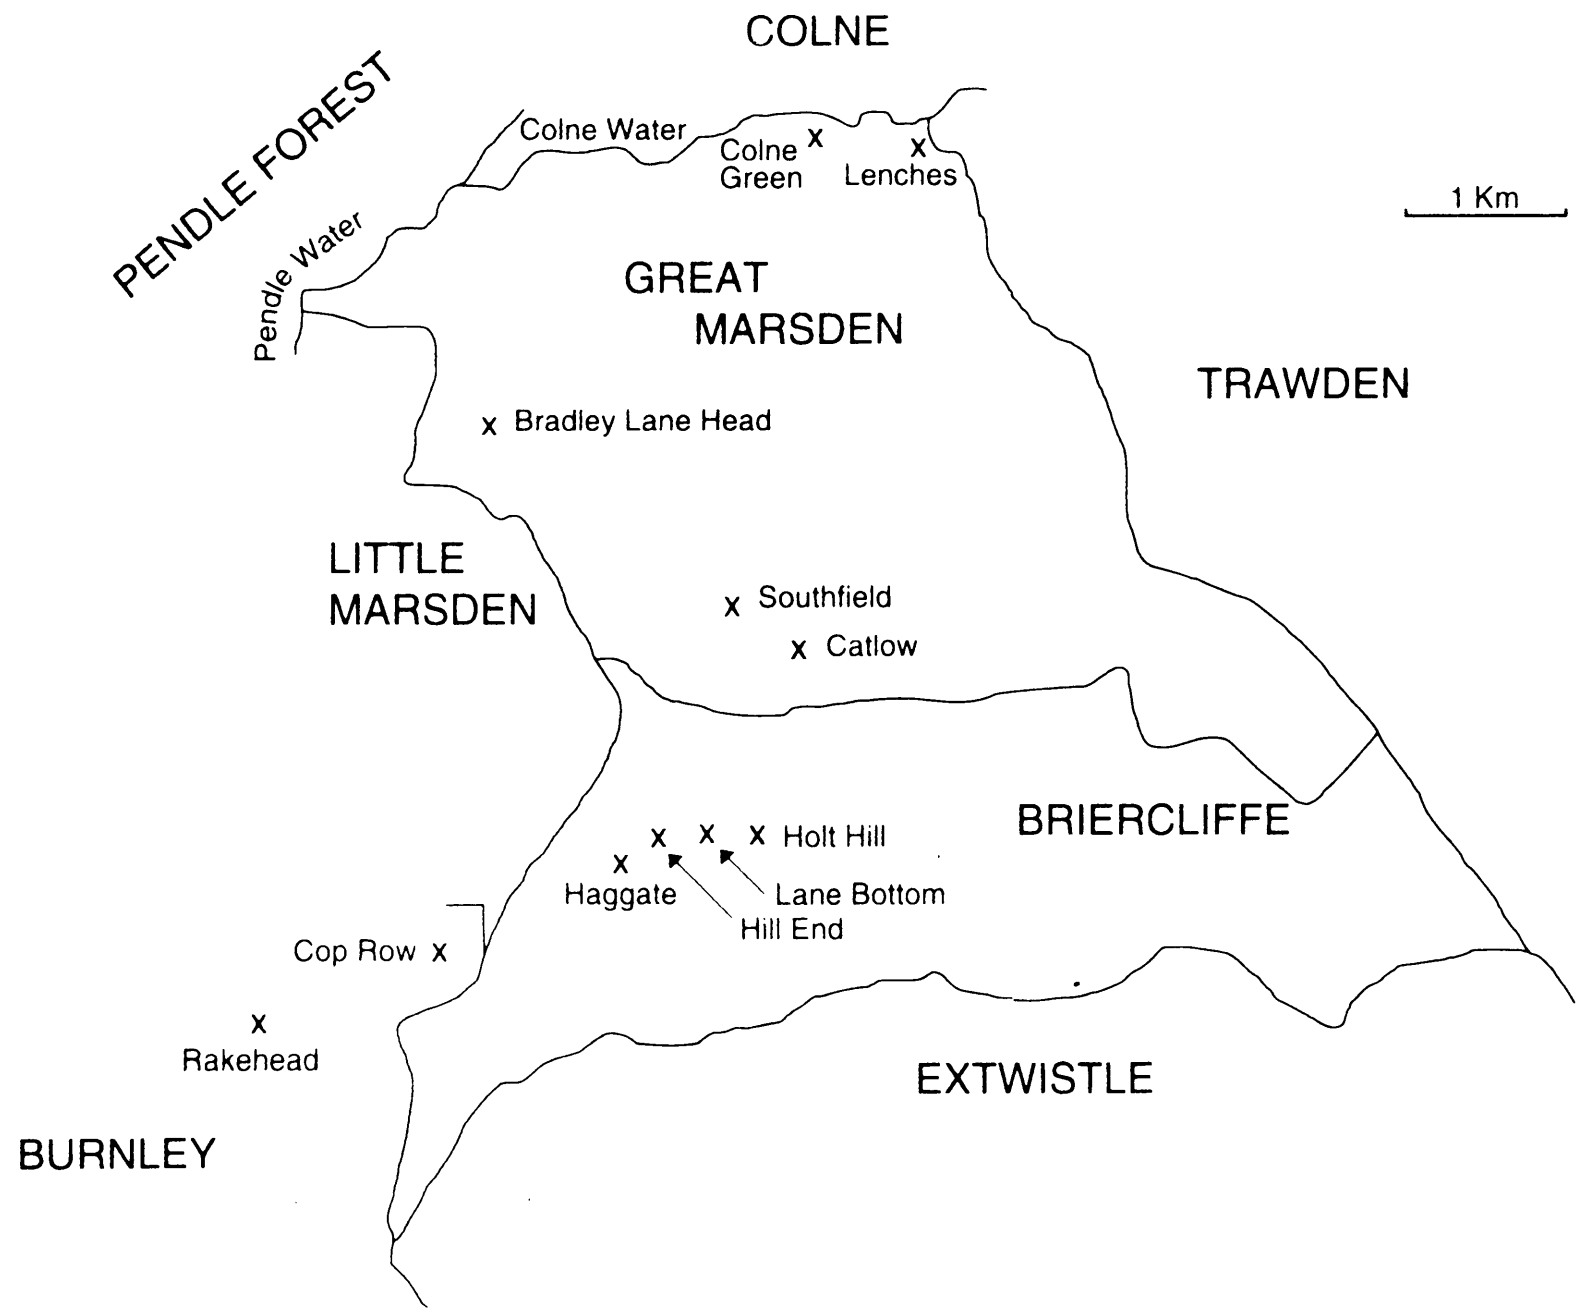 COLNE
PENDLE FOREST
Colne Water
Colne
Green
Lenches
1 Km
Pendle Water
GREAT
MARSDEN
TRAWDEN
x Bradley Lane Head
LITTLE
MARSDEN
x Southfield
x Catlow
BRIERCLIFFE
x x x Holt Hill
x
Haggate
Lane Bottom
Hill End
Cop Row x
x
Rakehead
EXTWISTLE
BURNLEY